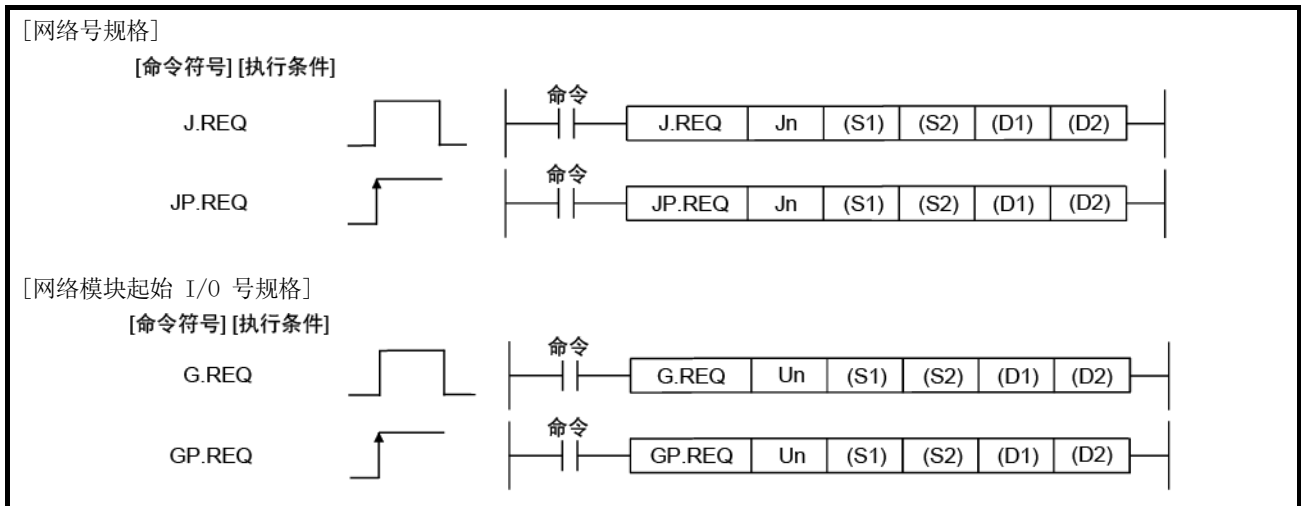 [网络号规格]
[命令符号] [执行条件]
命令
J.REQ J.REQ Jn (S1) (S2) (D1) (D2)
命令
JP.REQ JP.REQ Jn (S1) (S2) (D1) (D2)
[网络模块起始 I/O 号规格]
[命令符号] [执行条件]
命令
G.REQ G.REQ Un (S1) (S2) (D1) (D2)
命令
GP.REQ GP.REQ Un (S1) (S2) (D1) (D2)